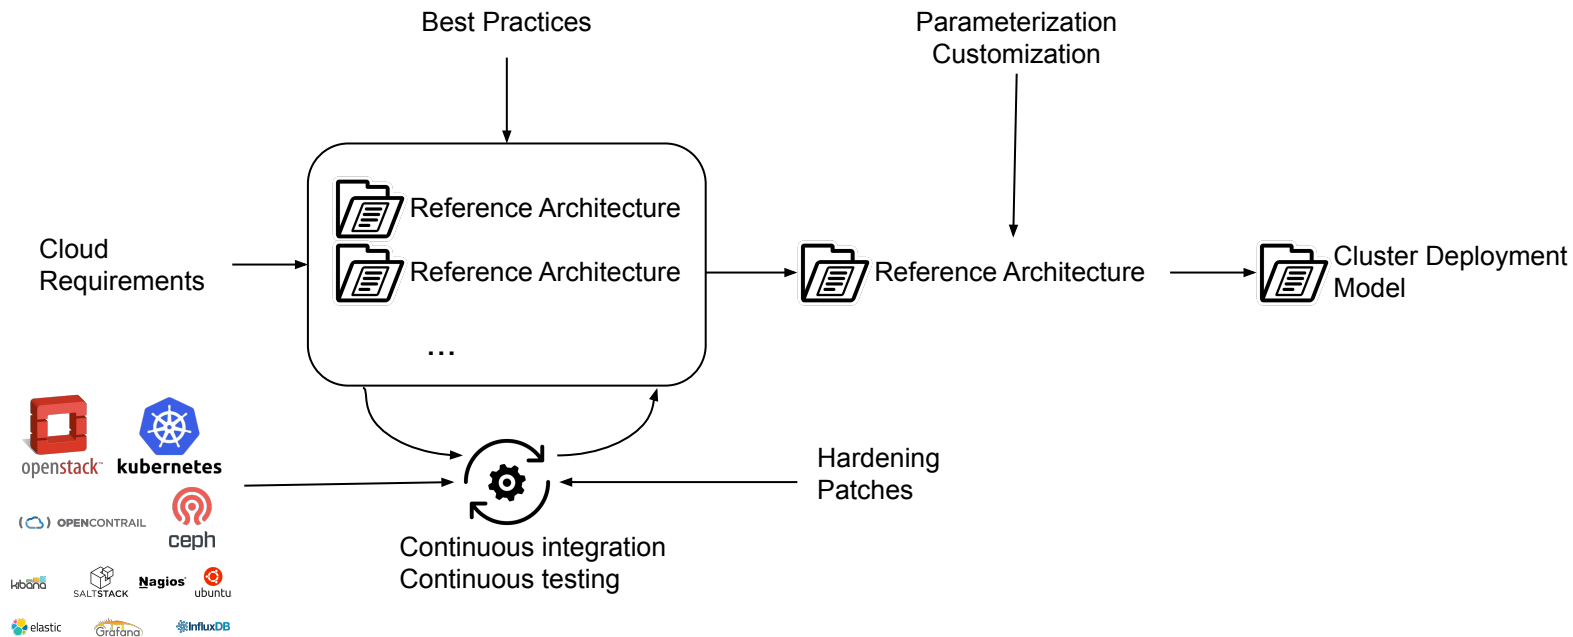 Best Practices
Parameterization
Customization
Reference Architecture
Reference Architecture
...
Cloud
Requirements
Reference Architecture
Cluster Deployment
Model
openstack™
kubernetes
OPENCONTRAIL
ceph
kibana
SALTSTACK
Nagios®
ubuntu
elastic
Grafana
InfluxDB
Hardening
Patches
Continuous integration
Continuous testing